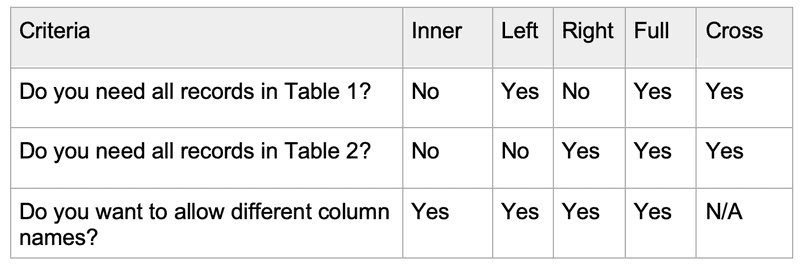 Criteria Inner Left Right Full Cross
Do you need all records in Table 1? No Yes No Yes Yes
Do you need all records in Table 2? No No Yes Yes Yes
Do you want to allow different column Yes Yes Yes Yes N/A
names?